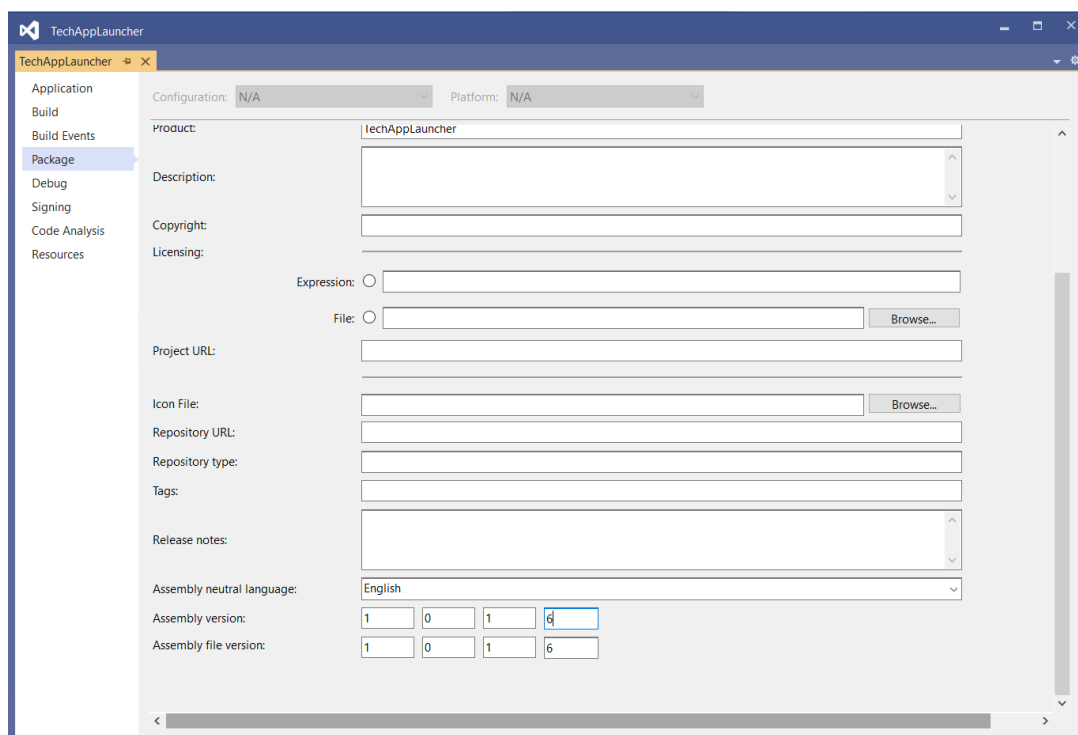 TechAppLauncher
TechAppLauncher
Application
Build
Build Events
Package
Debug
Signing
Code Analysis
Resources
Configuration: N/A Platform: N/A
Product: TechAppLauncher
Description:
Copyright:
Licensing:
Expression:
File: Browse...
Project URL:
Icon File: Browse...
Repository URL:
Repository type:
Tags:
Release notes:
Assembly neutral language: English
Assembly version: 1 0 1 6
Assembly file version: 1 0 1 6